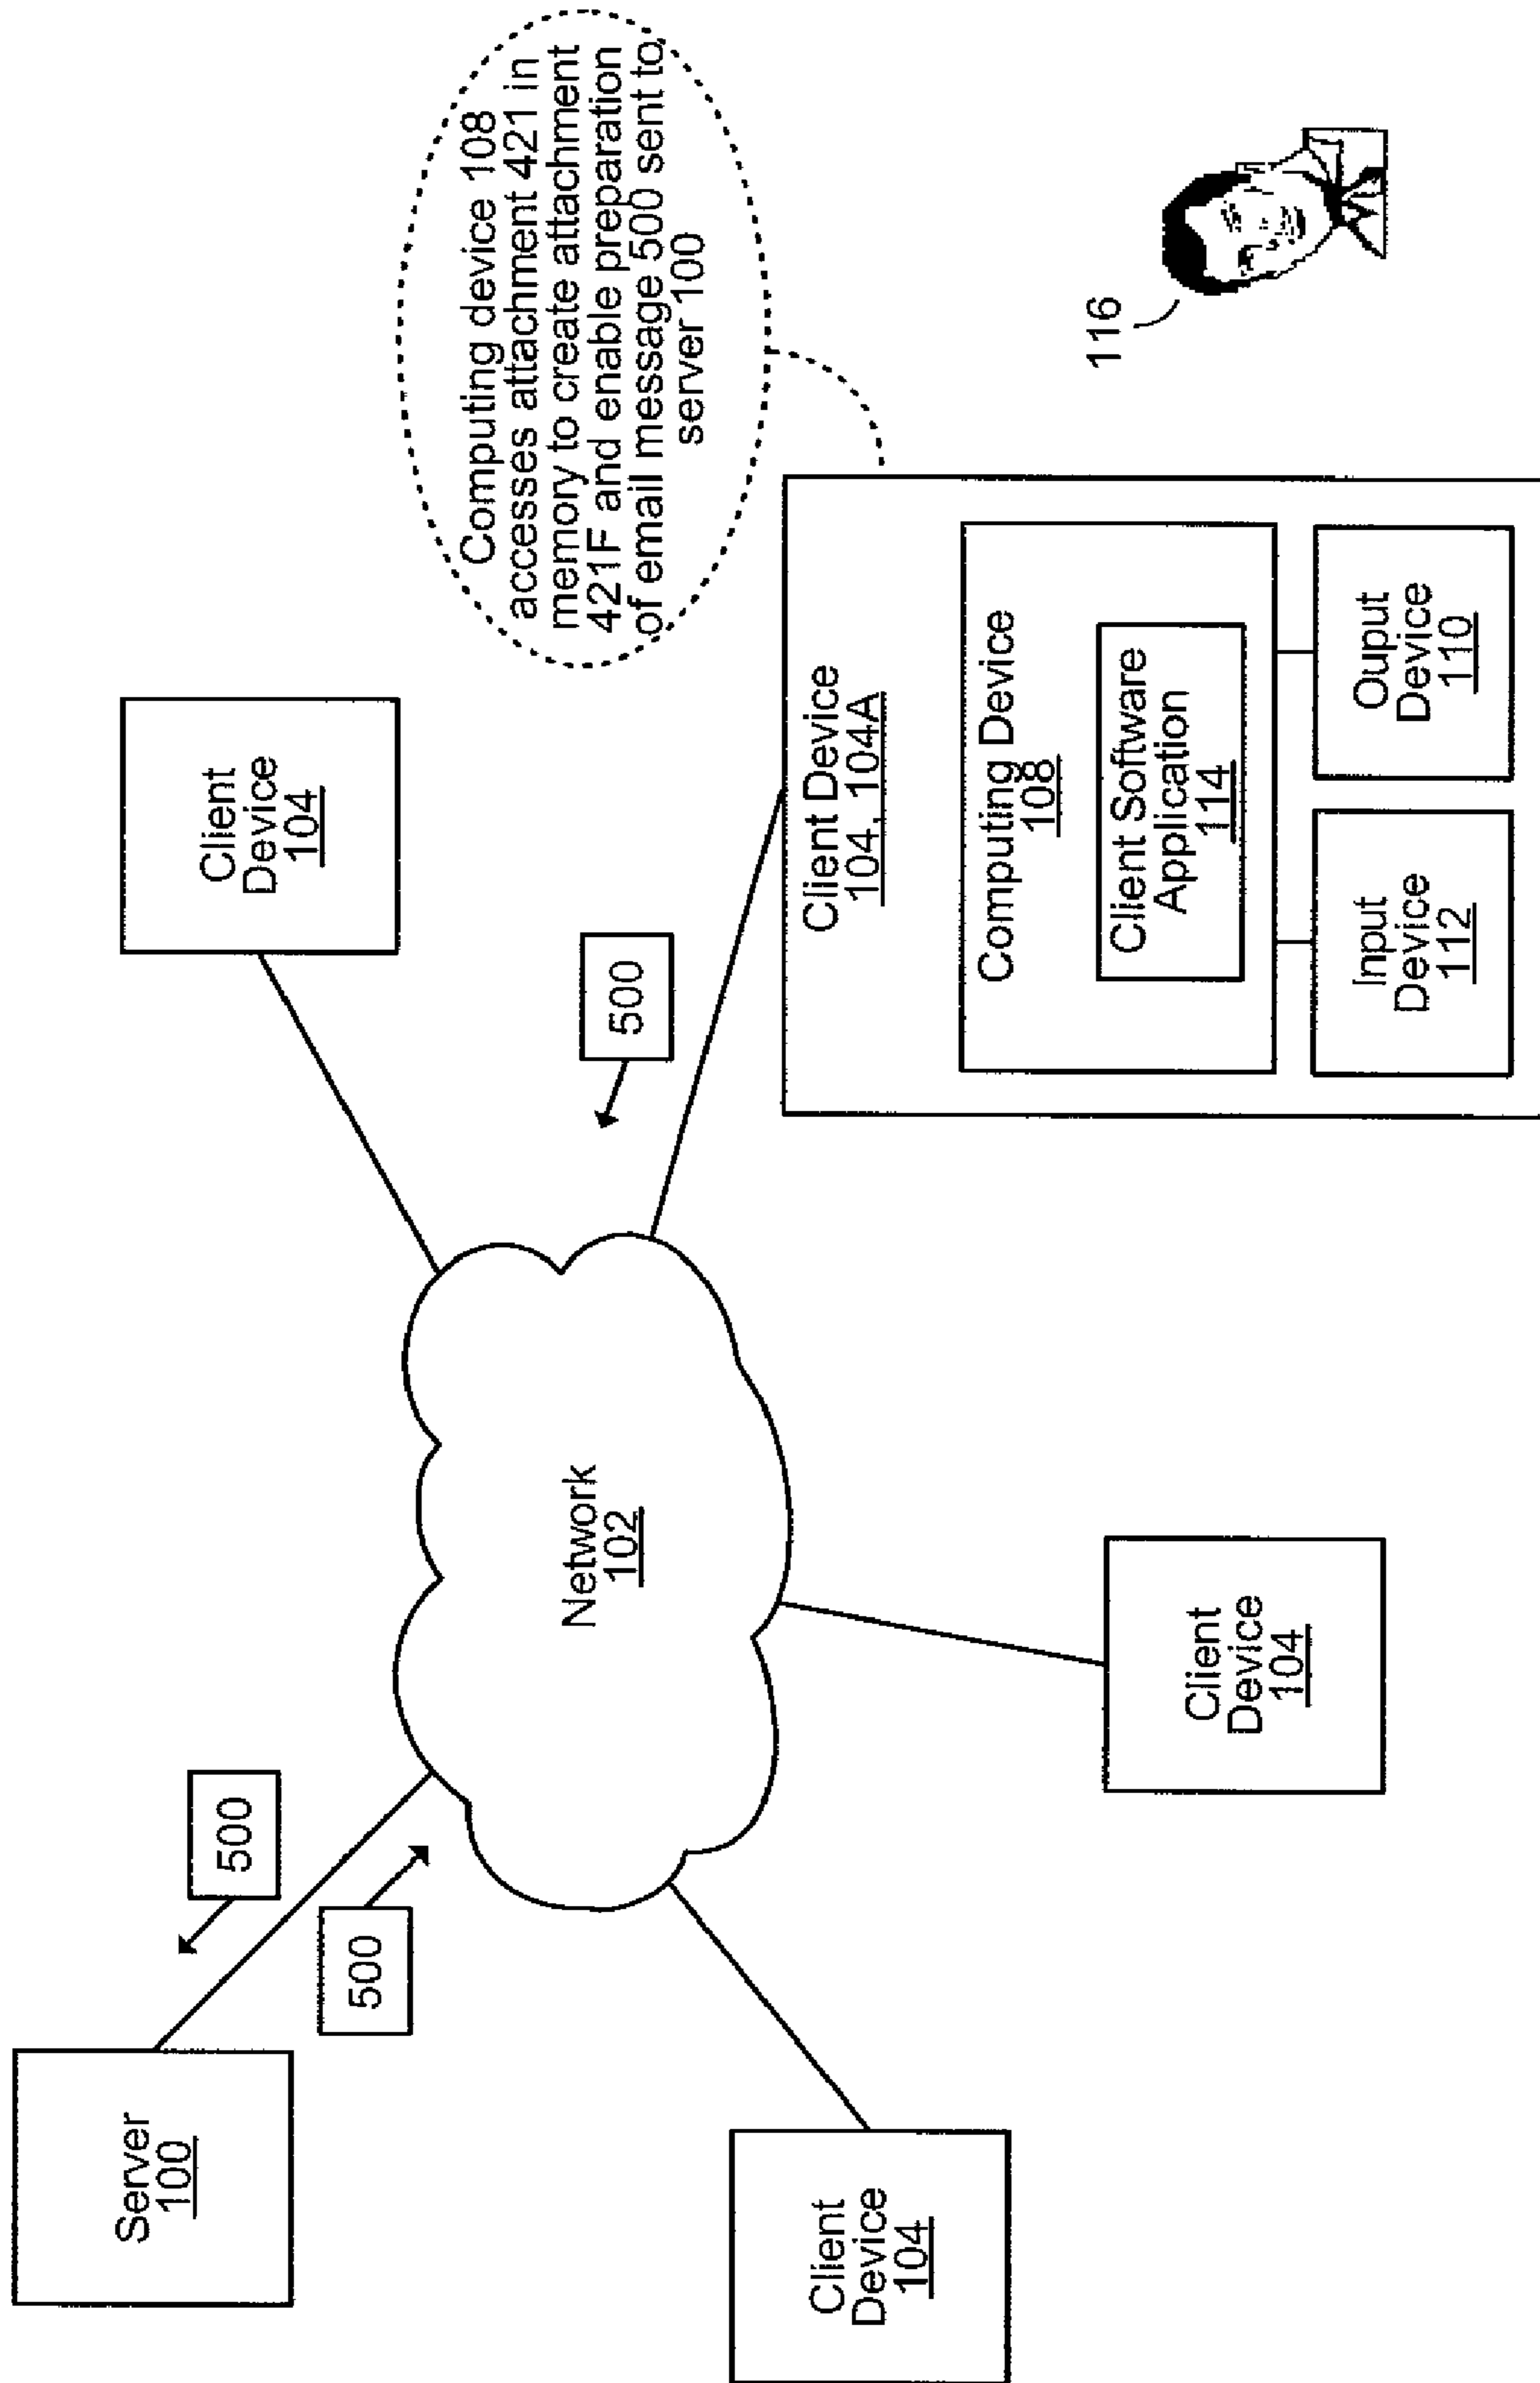 Server
100
500
500
Client
Device
104
Network
102
Client
Device
104
500
Client
Device
104
Computing device 108
accesses attachment 421 in
memory to create attachment
421F and enable preparation
of email message 500 sent to
server 100
Client Device
104, 104A
Computing Device
108
Client Software
Application
114
Input
Device
112
Ouput
Device
110
116